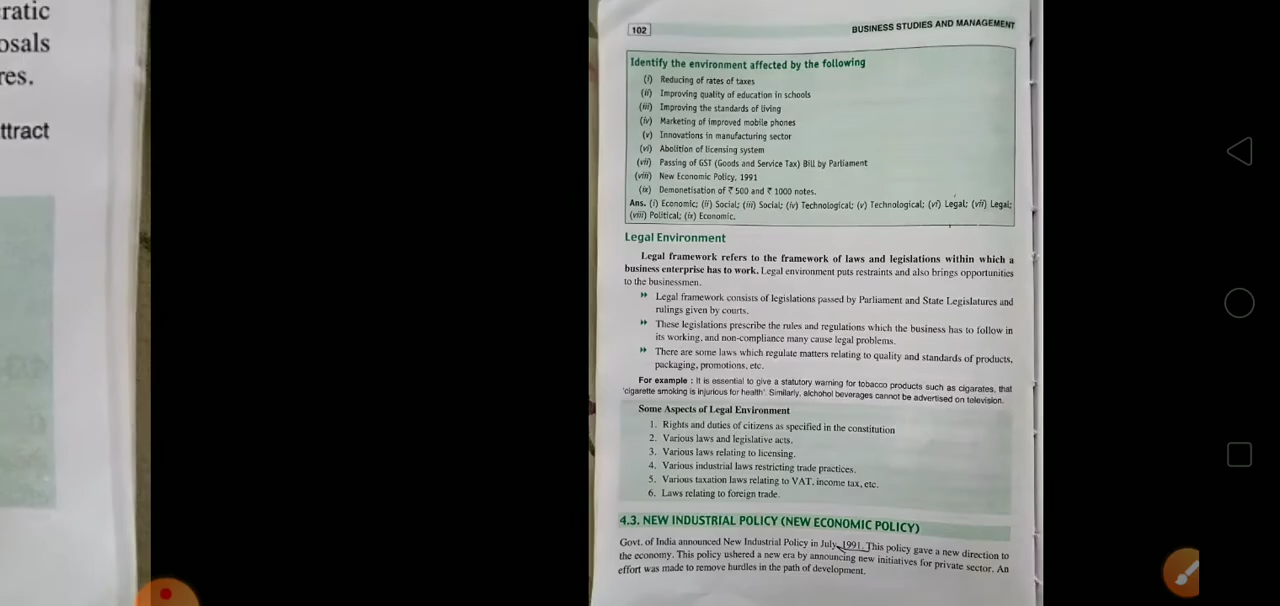 ratic
osals
res.
ttract
102
BUSINESS STUDIES AND MANAGEMENT
Identify the environment affected by the following
(i) Reducing of rates of taxes
(ii) Improving quality of education in schools
(iii) Improving the standards of living
(iv) Marketing of improved mobile phones
(v) Innovations in manufacturing sector
(vi) Abolition of licensing system
(vii) Passing of GST (Goods and Service Tax) Bill by Parliament
(viii) New Economic Policy, 1991
(ix) Demonetisation of ₹ 500 and ₹ 1000 notes.
Ans. (i) Economic; (ii) Social; (iii) Social; (iv) Technological; (v) Technological; (vi) Legal; (vii) Legal;
(viii) Political; (ix) Economic.
Legal Environment
Legal framework refers to the framework of laws and legislations within which a
business enterprise has to work. Legal environment puts restraints and also brings opportunities
to the businessmen.
Legal framework consists of legislations passed by Parliament and State Legislatures and
rulings given by courts.
These legislations prescribe the rules and regulations which the business has to follow in
its working, and non-compliance many cause legal problems.
There are some laws which regulate matters relating to quality and standards of products,
packaging, promotions, etc.
For example : It is essential to give a statutory warning for tobacco products such as cigarates, that
'cigarette smoking is injurious for health'. Similarly, alchohol beverages cannot be advertised on television.
Some Aspects of Legal Environment
1. Rights and duties of citizens as specified in the constitution
2. Various laws and legislative acts.
3. Various laws relating to licensing.
4. Various industrial laws restricting trade practices.
5. Various taxation laws relating to VAT, income tax, etc.
6. Laws relating to foreign trade.
4.3. NEW INDUSTRIAL POLICY (NEW ECONOMIC POLICY)
Govt. of India announced New Industrial Policy in July, 1991. This policy gave a new direction to
the economy. This policy ushered a new era by announcing new initiatives for private sector. An
effort was made to remove hurdles in the path of development.